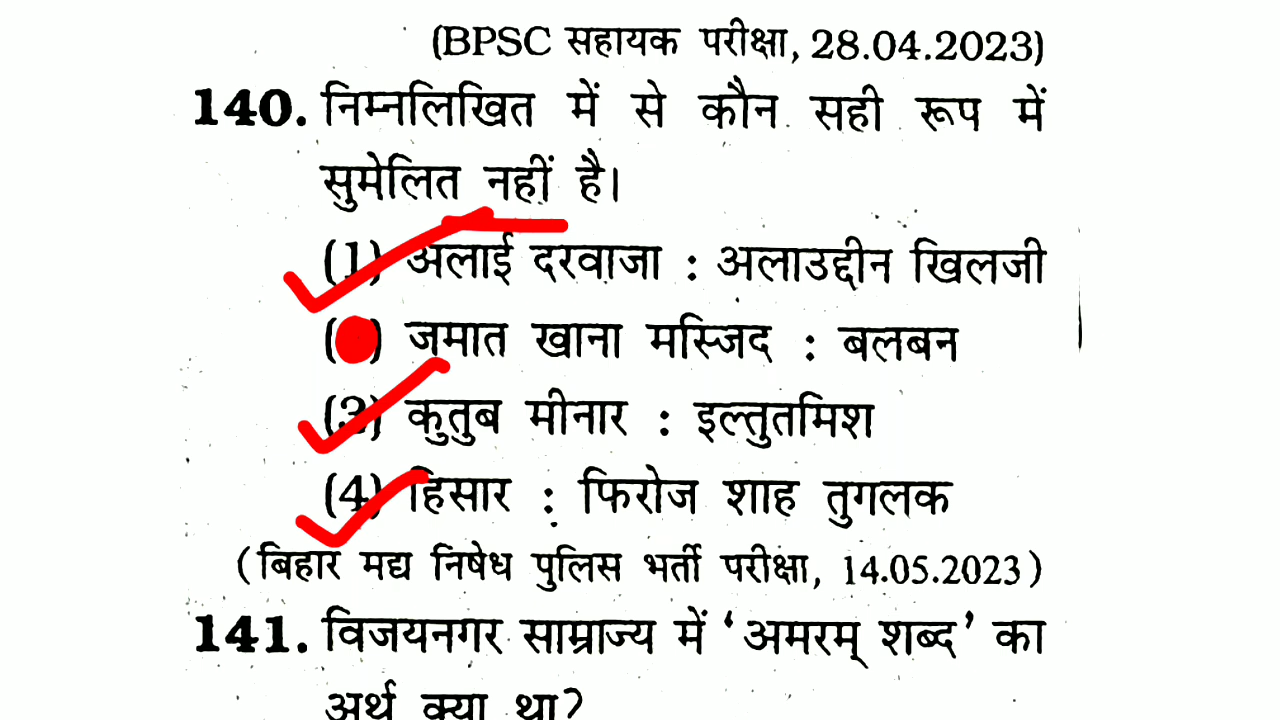 (BPSC सहायक परीक्षा, 28.04.2023)
140. निम्नलिखित में से कौन सही रूप में
सुमेलित नहीं है।
(1) अलाई दरवाजा : अलाउद्दीन खिलजी
( ) जमात खाना मस्जिद : बलबन
(3) कुतुब मीनार : इल्तुतमिश
(4) हिसार : फिरोज शाह तुगलक
(बिहार मद्य निषेध पुलिस भर्ती परीक्षा, 14.05.2023)
141. विजयनगर साम्राज्य में ‘अमरम् शब्द’ का
अर्थ क्या था?